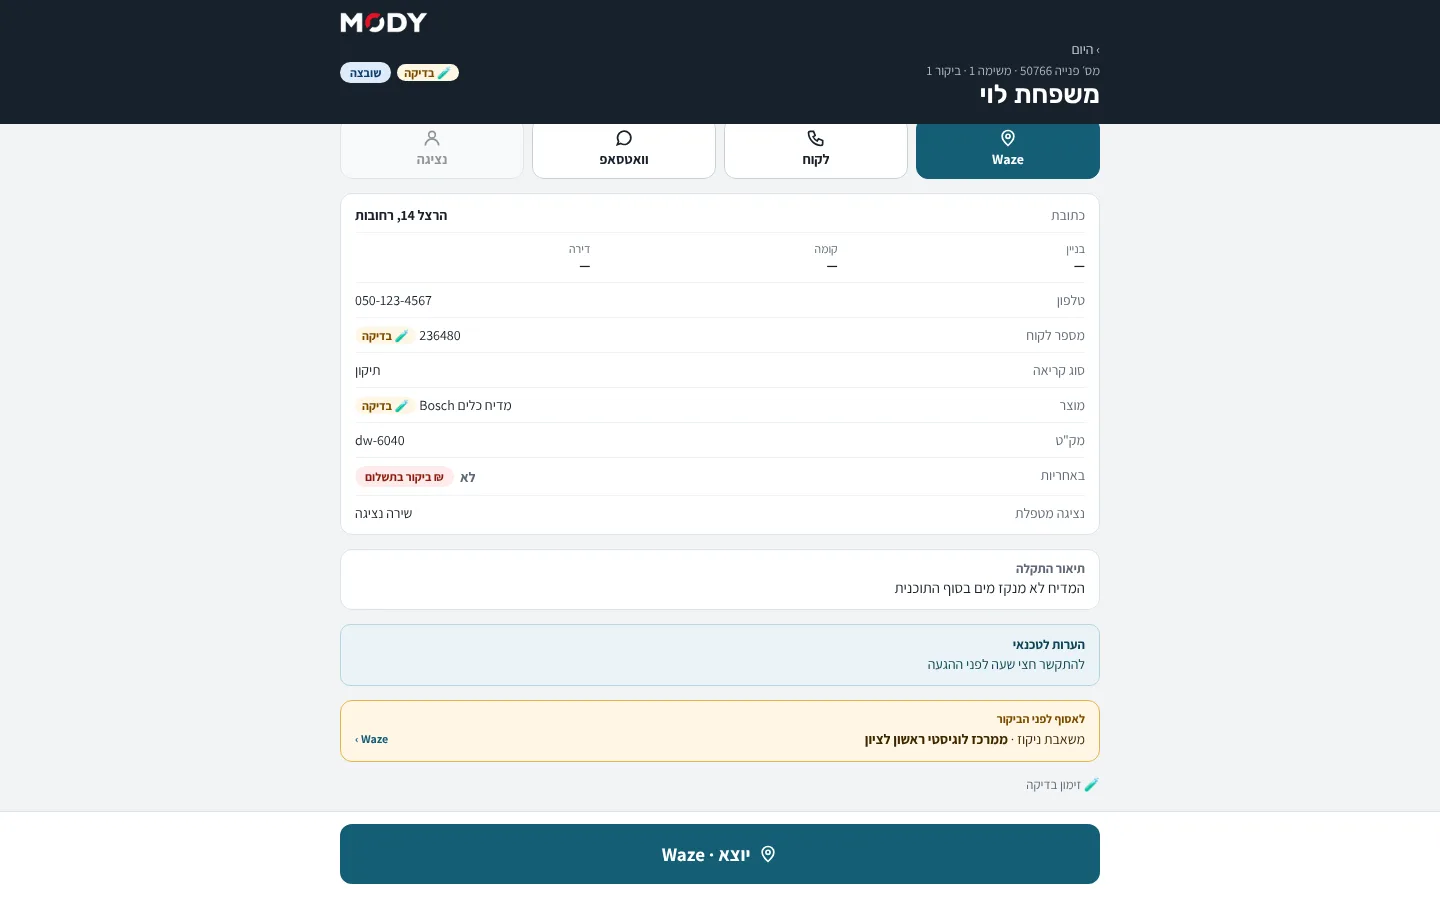 MODY
‹ היום
מס' פנייה 50766 · משימה 1 · ביקור 1
משפחת לוי
בדיקה
שובצה
Waze
לקוח
וואטסאפ
נציגה
כתובת
הרצל 14, רחובות
בניין
קומה
דירה
—
—
—
טלפון
050-123-4567
מספר לקוח
236480 בדיקה
סוג קריאה
תיקון
מוצר
מדיח כלים Bosch בדיקה
מק"ט
dw-6040
באחריות
לא ₪ ביקור בתשלום
נציגה מטפלת
שירה נציגה
תיאור התקלה
המדיח לא מנקז מים בסוף התוכנית
הערות לטכנאי
להתקשר חצי שעה לפני ההגעה
לאסוף לפני הביקור
משאבת ניקוז · ממרכז לוגיסטי ראשון לציון
Waze ‹
זימון בדיקה
יוצא · Waze